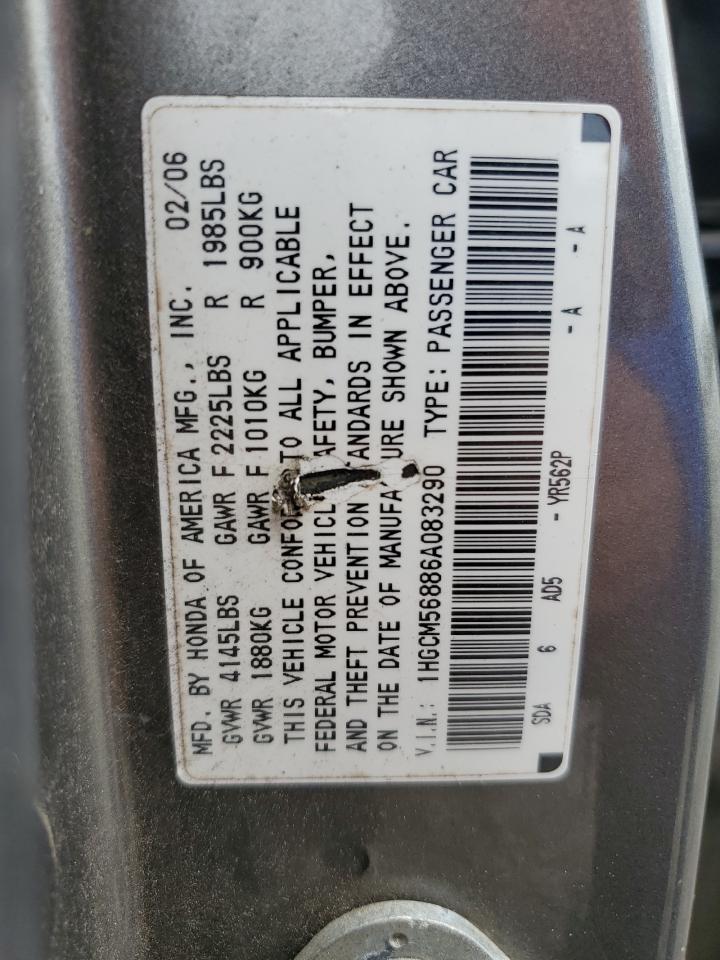 MFD. BY HONDA OF AMERICA MFG., INC. 02/06
GVWR 4145LBS GAWR F 2225LBS R 1985LBS
GVWR 1880KG GAWR F 1010KG R 900KG
THIS VEHICLE CONFO TO ALL APPLICABLE
FEDERAL MOTOR VEHICL AFETY, BUMPER,
AND THEFT PREVENTION ANDARDS IN EFFECT
ON THE DATE OF MANUFA URE SHOWN ABOVE.
V.I.N.: 1HGCM56886A083290 TYPE: PASSENGER CAR
SDA 6 AD5 - YR562P - A - A